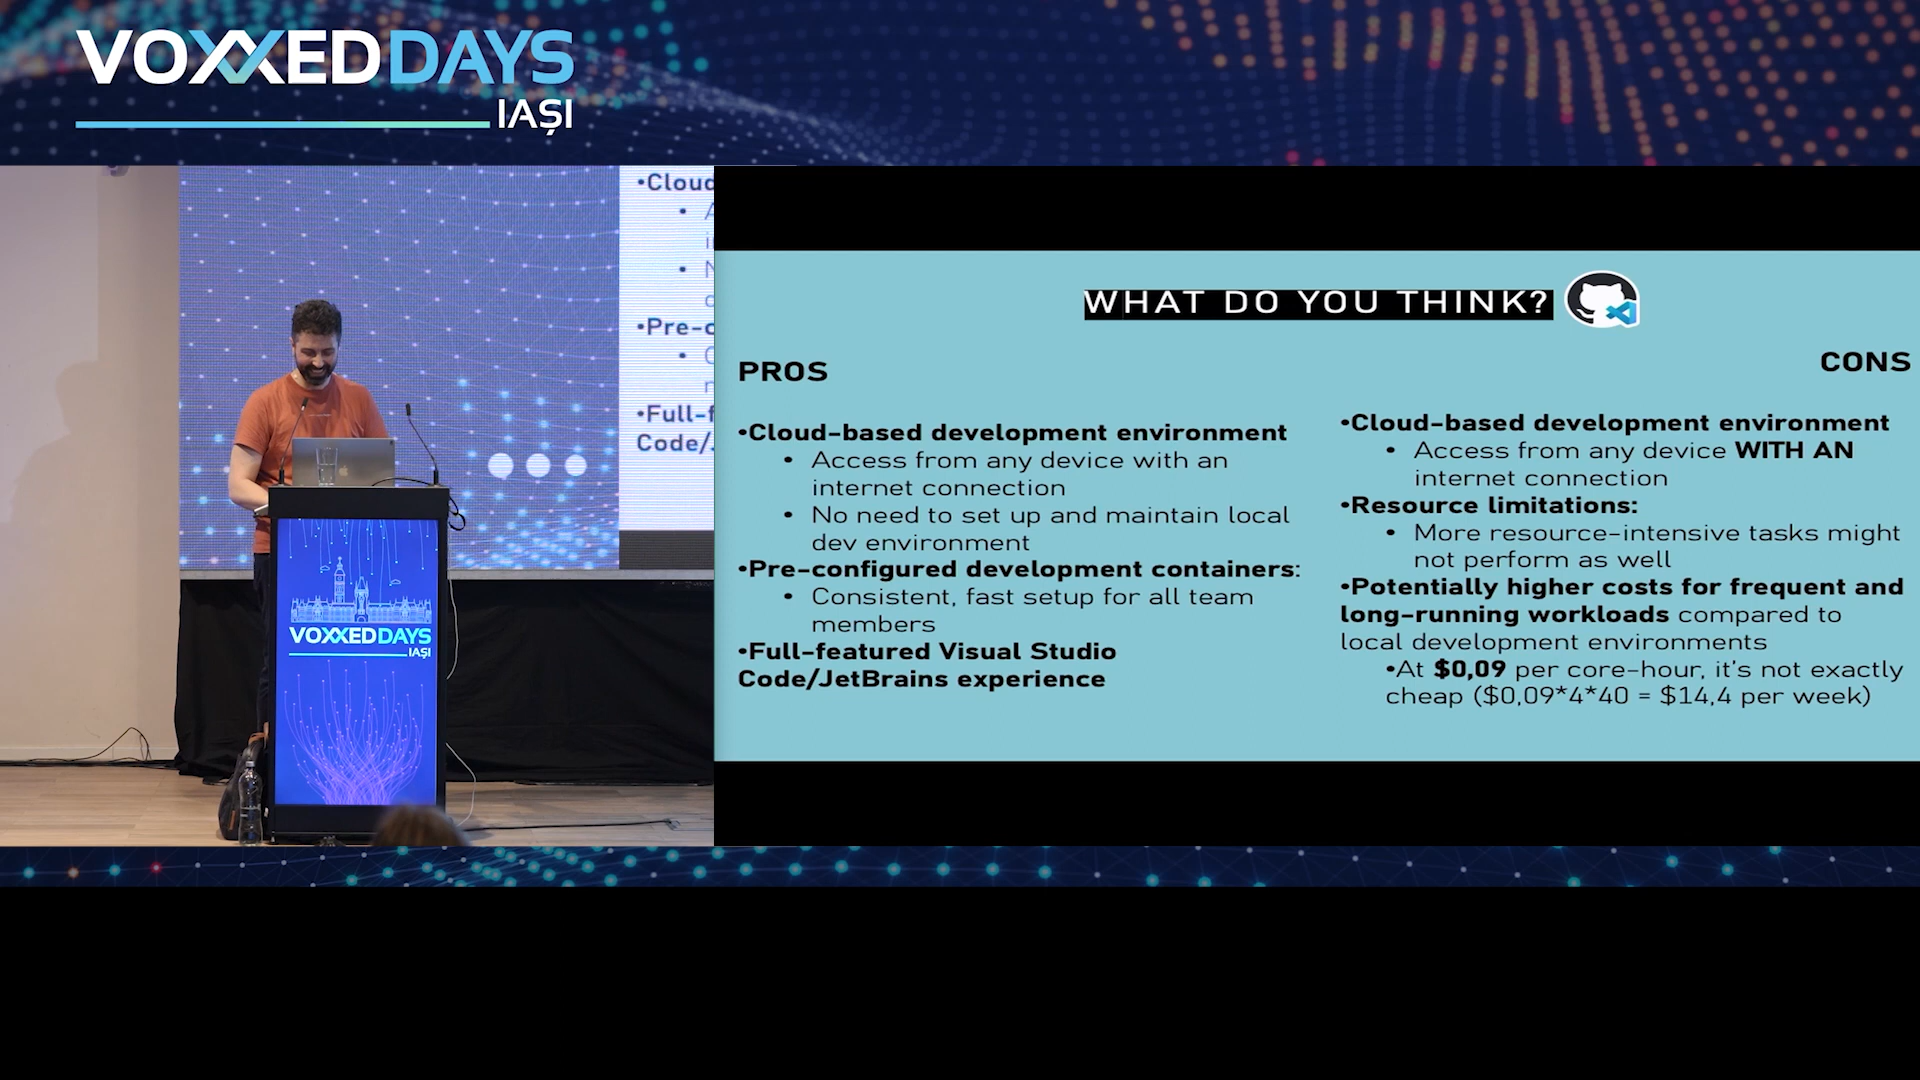 VOXXEDDAYS
IAȘI
•Cloud
•Pre-c
•Full-f
Code/J
VOXXEDDAYS
IAȘI
WHAT DO YOU THINK?
PROS
•Cloud-based development environment
• Access from any device with an
internet connection
• No need to set up and maintain local
dev environment
•Pre-configured development containers:
• Consistent, fast setup for all team
members
•Full-featured Visual Studio
Code/JetBrains experience
CONS
•Cloud-based development environment
• Access from any device WITH AN
internet connection
•Resource limitations:
• More resource-intensive tasks might
not perform as well
•Potentially higher costs for frequent and
long-running workloads compared to
local development environments
•At $0,09 per core-hour, it's not exactly
cheap ($0,09*4*40 = $14,4 per week)